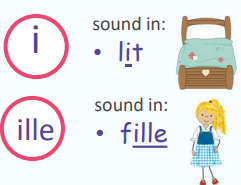 i
sound in:
• lit
ille
sound in:
• fille